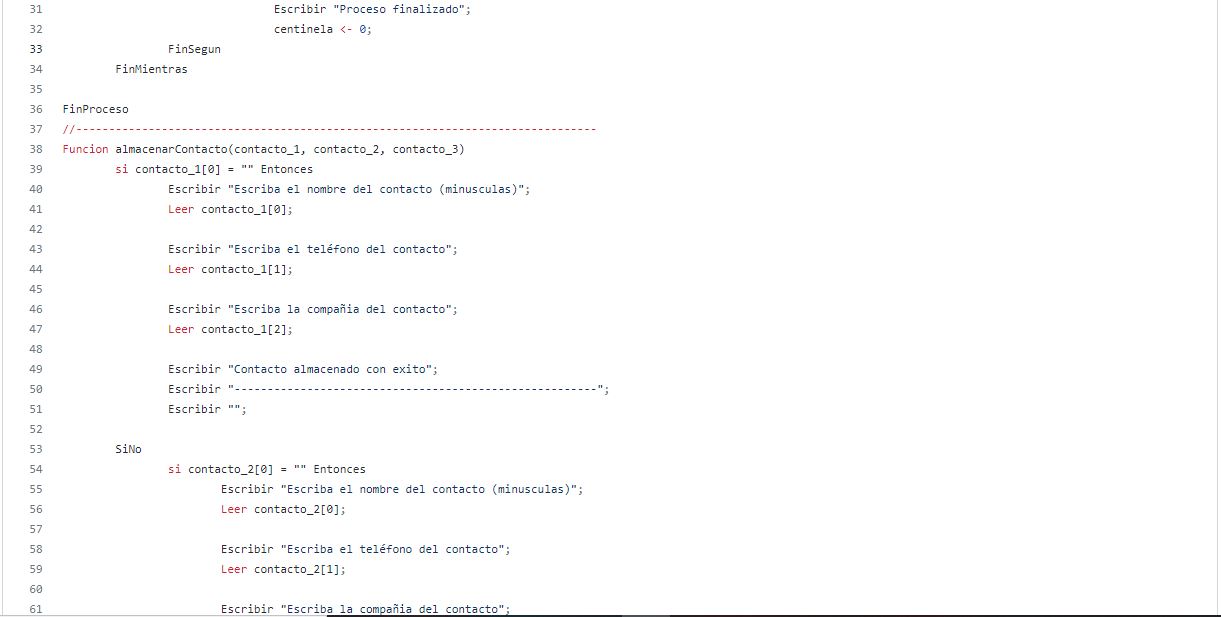 31 Escribir "Proceso finalizado";
32 centinela <- 0;
33 FinSegun
34 FinMientras
35
36 FinProceso
37 //-------------------------------------------------------------------------------
38 Funcion almacenarContacto(contacto_1, contacto_2, contacto_3)
39 si contacto_1[0] = "" Entonces
40 Escribir "Escriba el nombre del contacto (minusculas)";
41 Leer contacto_1[0];
42
43 Escribir "Escriba el teléfono del contacto";
44 Leer contacto_1[1];
45
46 Escribir "Escriba la compañia del contacto";
47 Leer contacto_1[2];
48
49 Escribir "Contacto almacenado con exito";
50 Escribir "-------------------------------------------------------";
51 Escribir "";
52
53 SiNo
54 si contacto_2[0] = "" Entonces
55 Escribir "Escriba el nombre del contacto (minusculas)";
56 Leer contacto_2[0];
57
58 Escribir "Escriba el teléfono del contacto";
59 Leer contacto_2[1];
60
61 Escribir "Escriba la compañia del contacto";